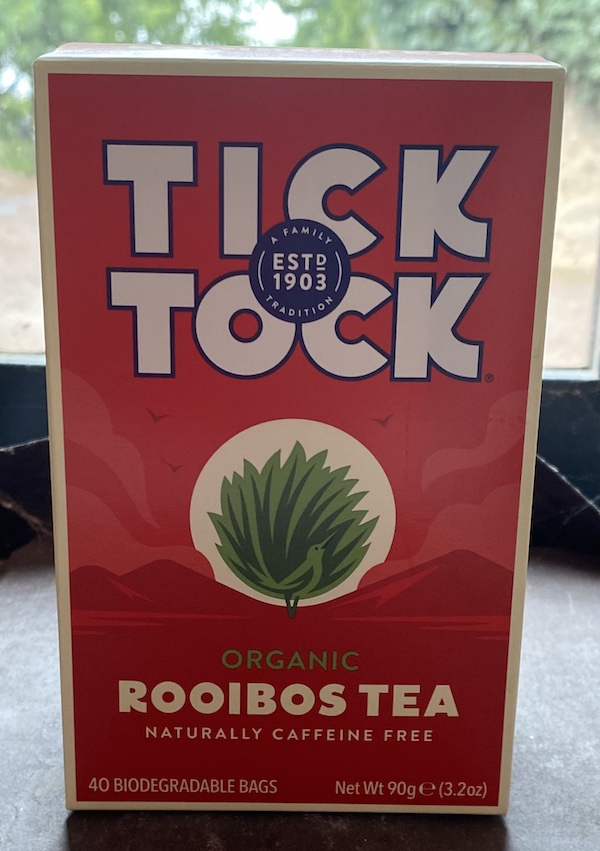 TICK
TOCK®
A FAMILY
ESTD
1903
TRADITION
ORGANIC
ROOIBOS TEA
NATURALLY CAFFEINE FREE
40 BIODEGRADABLE BAGS
Net Wt 90g ℮ (3.2oz)